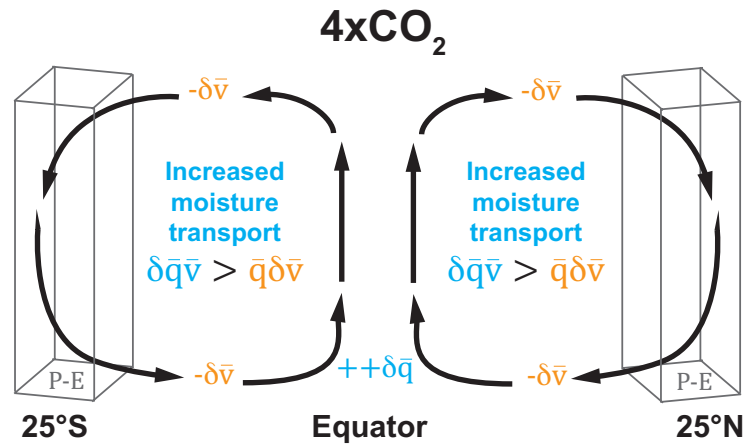 4xCO₂
-δv̄ -δv̄
Increased
moisture
transport
δq̄v̄ > q̄δv̄
Increased
moisture
transport
δq̄v̄ > q̄δv̄
-δv̄ ++δq̄ -δv̄
P-E P-E
25°S Equator 25°N